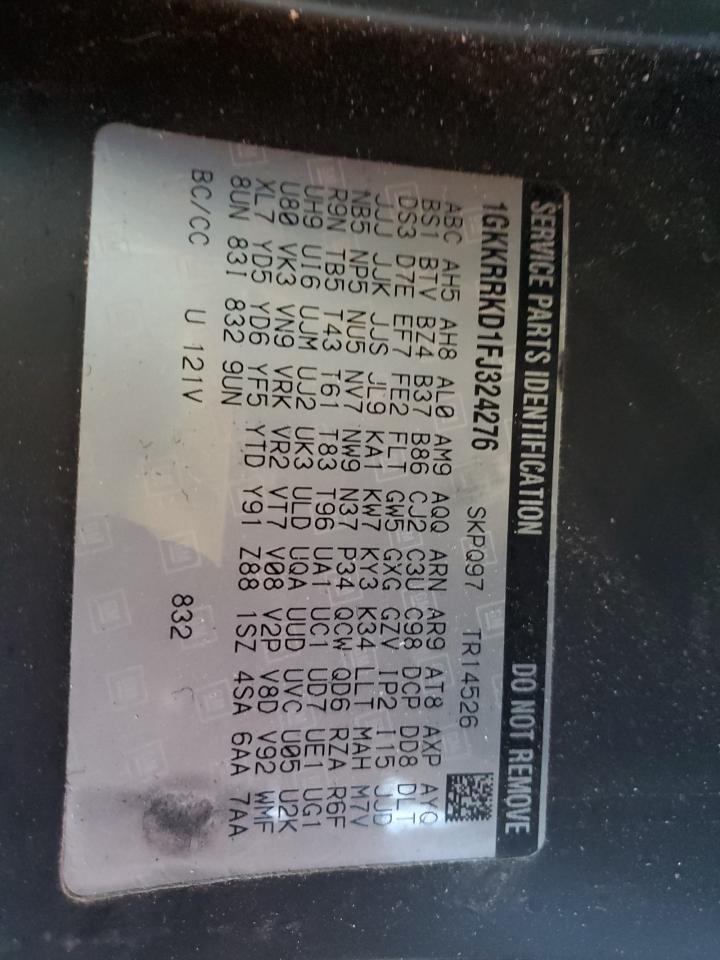 SERVICE PARTS IDENTIFICATION DO NOT REMOVE
1GKKRRKD1FJ324276 SKPQ97 TR14526
ABC AH5 AH8 AL0 AM9 AQQ ARN AR9 AT8 AXP AYQ
BS1 BTV BZ4 B37 B86 CJ2 C3U C98 DCP DD8 DLT
DS3 D7E EF7 FE2 FLT GW5 GXG GZV IP2 I15 JJD
JJJ JJK JJS JL9 KA1 KW7 KY3 K34 LLT MAH M7V
NB5 NP5 NU5 NV7 NW9 N37 P34 QCW QD6 RZA R6F
R9N TB5 T43 T61 T83 T96 UA1 UC1 UD7 UE1 UG1
UH9 UI6 UJM UJ2 UK3 ULD UQA UUD UVC U05 U2K
U80 VK3 VN9 VRK VR2 VT7 V08 V2P V8D V92 WMF
XL7 YD5 YD6 YF5 YTD Y91 Z88 1SZ 4SA 6AA 7AA
8UN 831 832 9UN
BC/CC U 121V 832